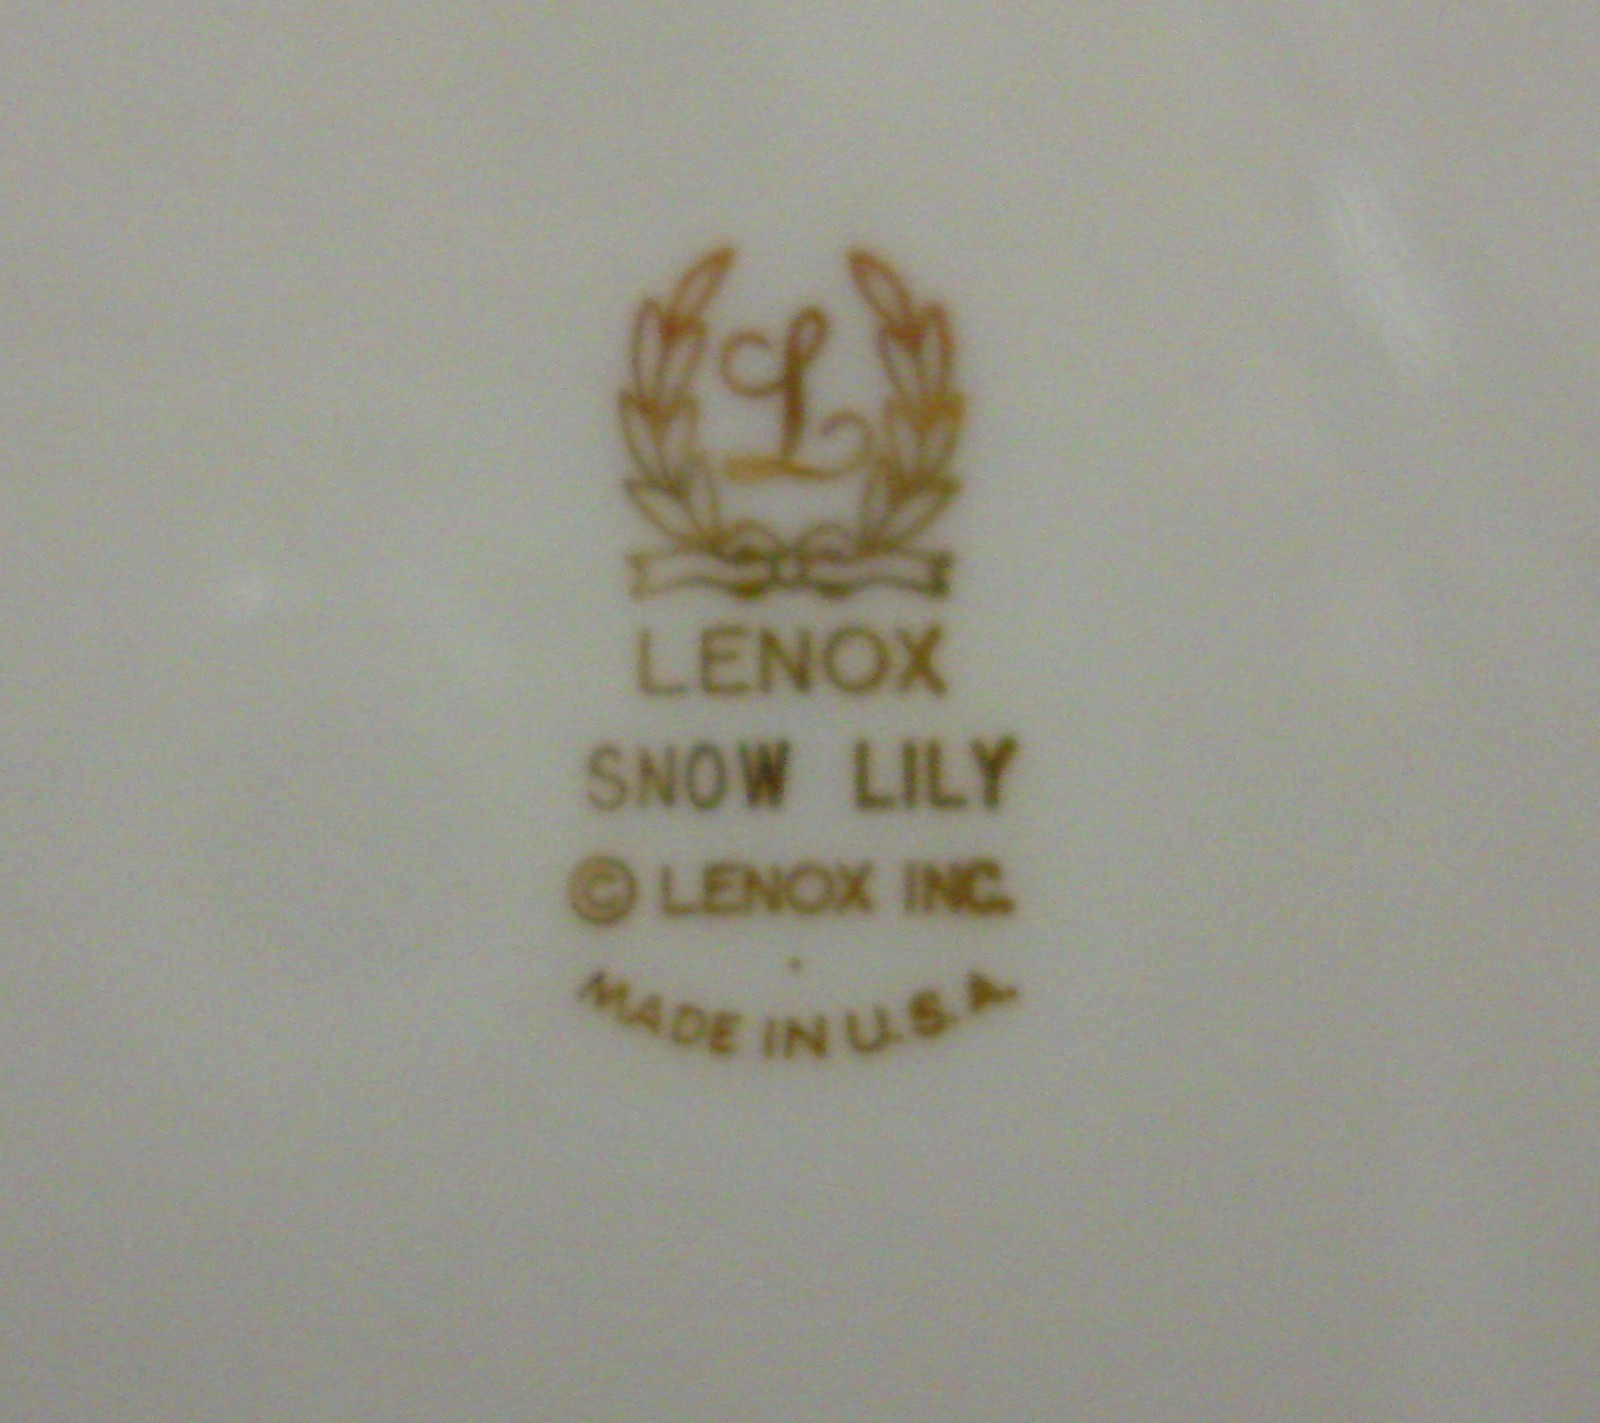 L
LENOX
SNOW LILY
© LENOX INC.
MADE IN U.S.A.